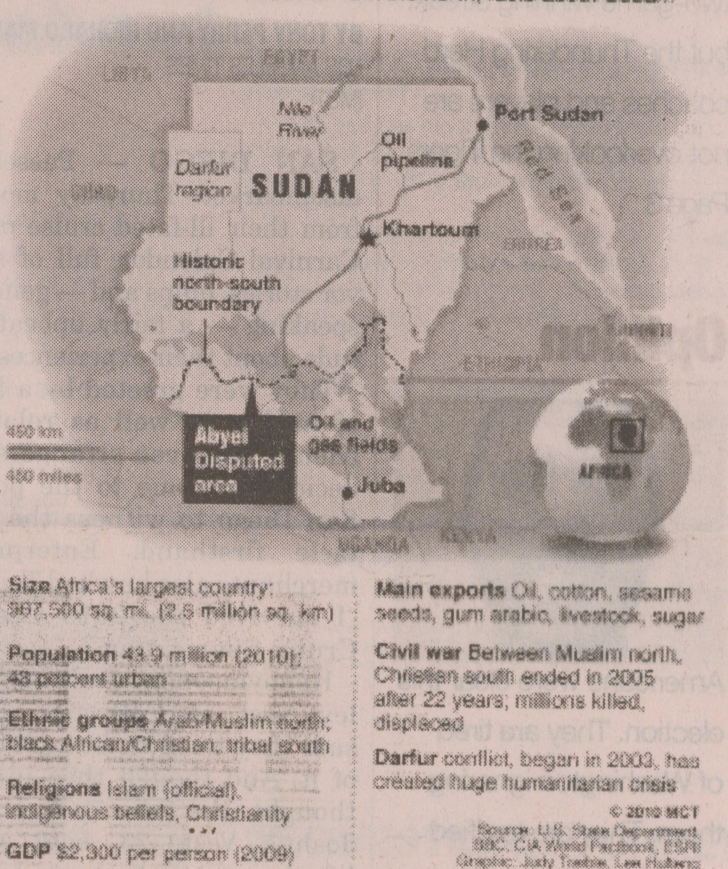 LIBYA
EGYPT
Nile
River
Port Sudan
Oil
pipeline
Darfur
region
SUDAN
Red Sea
Khartoum
ERITREA
Historic
north-south
boundary
ETHIOPIA
450 km
450 miles
Abyei
Disputed
area
Oil and
gas fields
Juba
AFRICA
UGANDA
KENYA
Size Africa's largest country;
967,500 sq. mi. (2.5 million sq. km)
Population 43.9 million (2010);
43 percent urban
Ethnic groups Arab/Muslim north;
black African/Christian, tribal south
Religions Islam (official),
indigenous beliefs, Christianity
GDP $2,300 per person (2009)
Main exports Oil, cotton, sesame
seeds, gum arabic, livestock, sugar
Civil war Between Muslim north,
Christian south ended in 2005
after 22 years; millions killed,
displaced
Darfur conflict, began in 2003, has
created huge humanitarian crisis
© 2010 MCT
Source: U.S. State Department,
BBC, CIA World Factbook, ESRI
Graphic: Judy Treible, Lee Hulteng